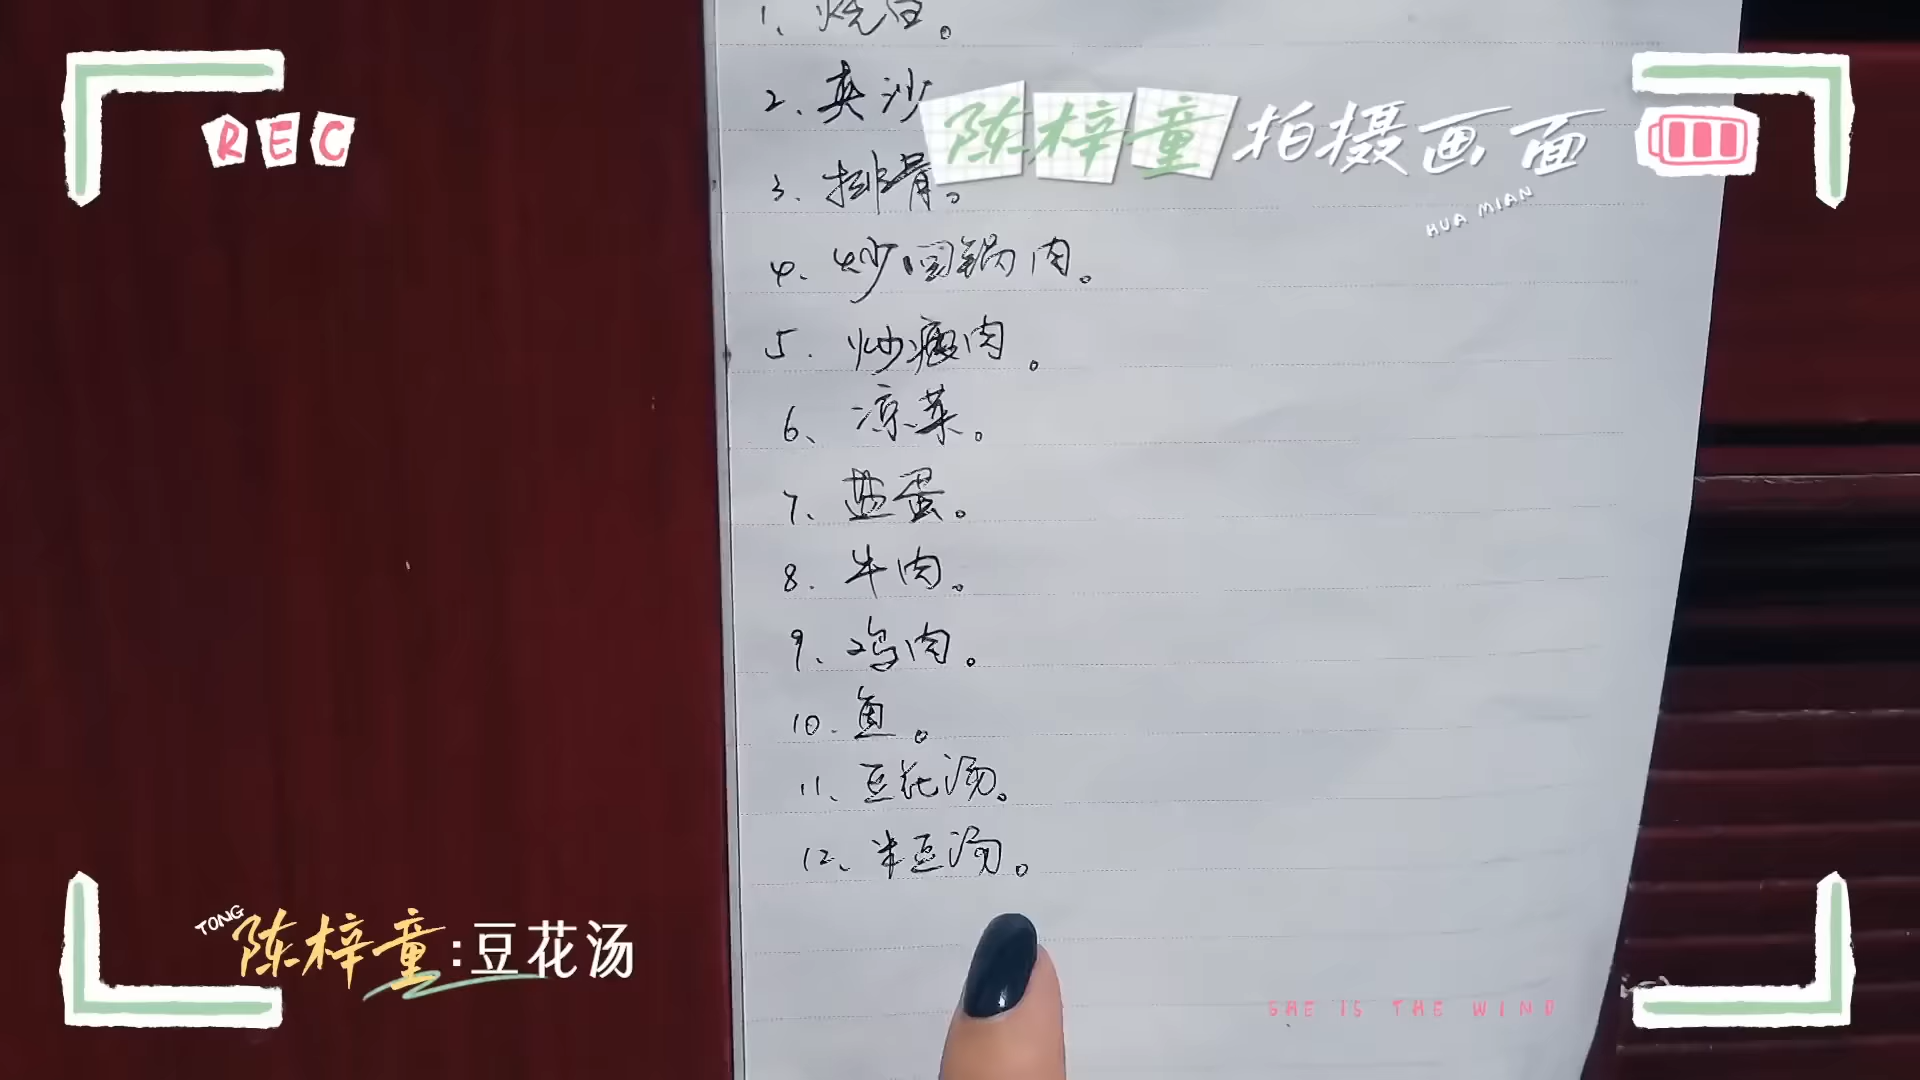 1、烧白。
2、夹沙
3、排骨。
4、炒回锅肉。
5、炒瘦肉。
6、凉菜。
7、盐蛋。
8、牛肉。
9、鸡肉。
10、鱼。
11、豆花汤。
12、半豆汤。
REC
陈梓童拍摄画面
HUA MIAN
TONG
陈梓童:豆花汤
SHE IS THE WIND